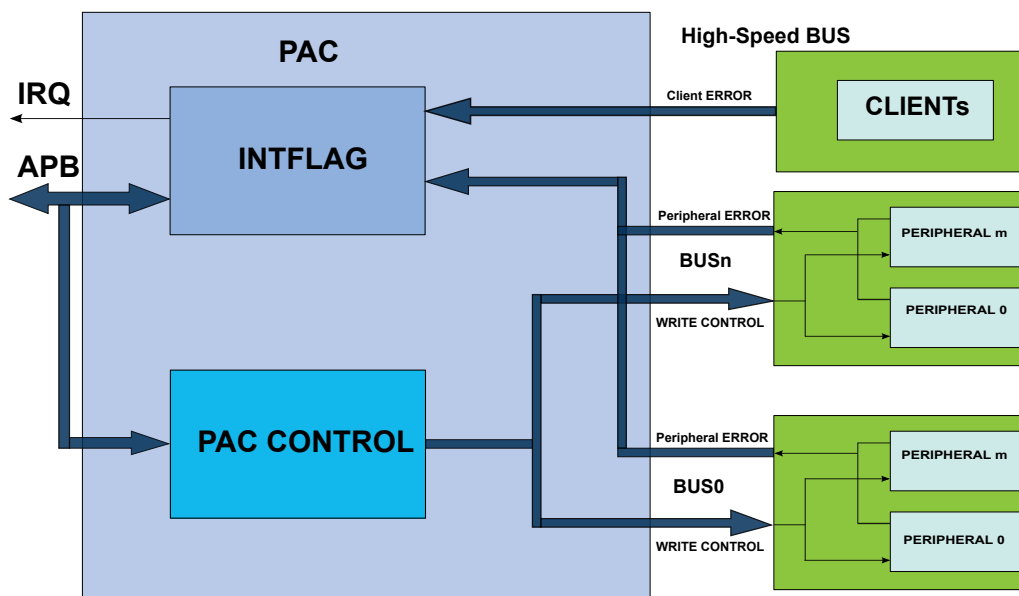 PAC
High-Speed BUS
IRQ
Client ERROR
CLIENTs
INTFLAG
APB
Peripheral ERROR
PERIPHERAL m
BUSn
PERIPHERAL 0
WRITE CONTROL
PAC CONTROL
Peripheral ERROR
PERIPHERAL m
BUS0
PERIPHERAL 0
WRITE CONTROL